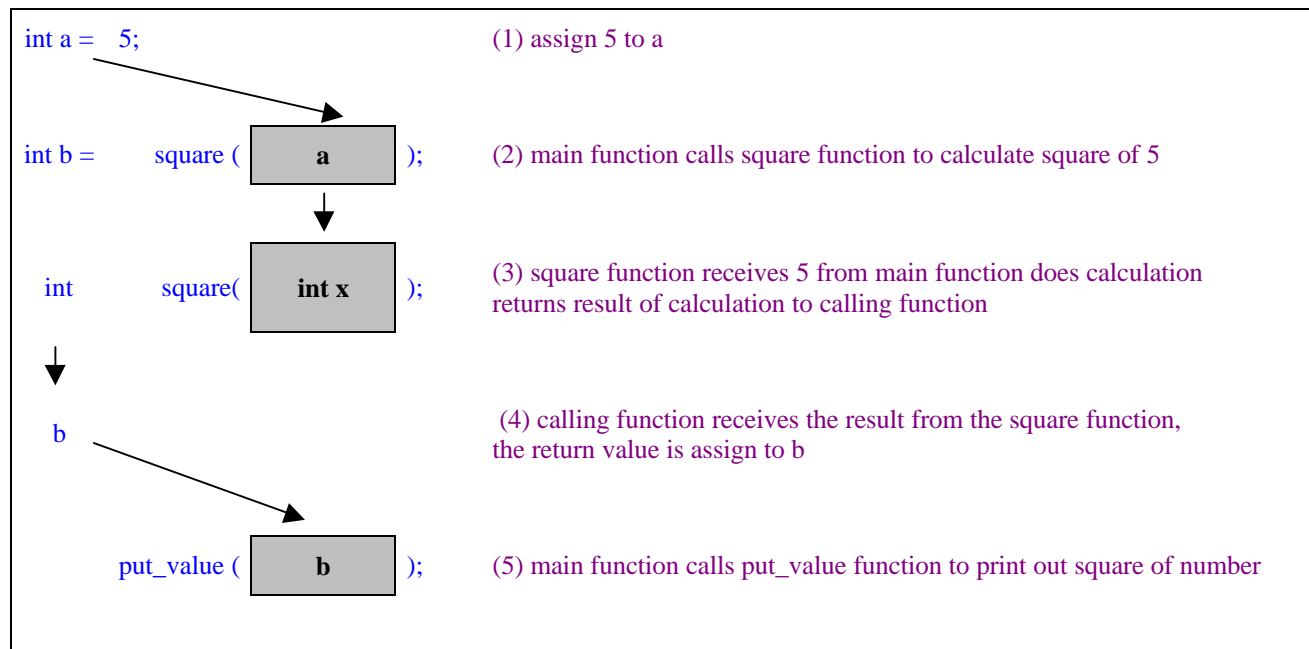 int a = 5; (1) assign 5 to a
int b = square ( a ); (2) main function calls square function to calculate square of 5
int square( int x ); (3) square function receives 5 from main function does calculation
returns result of calculation to calling function
b (4) calling function receives the result from the square function,
the return value is assign to b
put_value ( b ); (5) main function calls put_value function to print out square of number